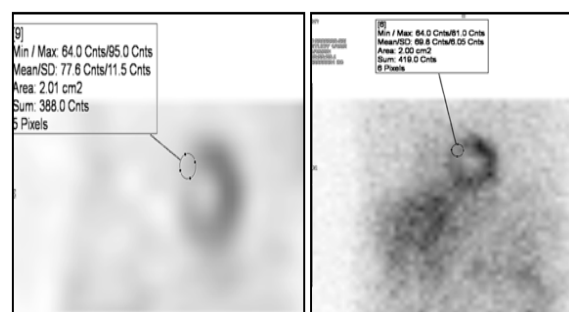 [9]
Min / Max: 64.0 Cnts/95.0 Cnts
Mean/SD: 77.6 Cnts/11.5 Cnts
Area: 2.01 cm2
Sum: 388.0 Cnts
5 Pixels
[6]
Min / Max: 64.0 Cnts/81.0 Cnts
Mean/SD: 69.8 Cnts/6.05 Cnts
Area: 2.00 cm2
Sum: 419.0 Cnts
6 Pixels